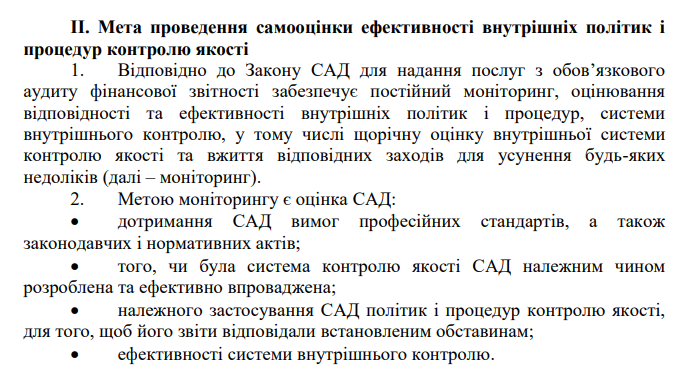 ІІ. Мета проведення самооцінки ефективності внутрішніх політик і
процедур контролю якості
1. Відповідно до Закону САД для надання послуг з обов’язкового
аудиту фінансової звітності забезпечує постійний моніторинг, оцінювання
відповідності та ефективності внутрішніх політик і процедур, системи
внутрішнього контролю, у тому числі щорічну оцінку внутрішньої системи
контролю якості та вжиття відповідних заходів для усунення будь-яких
недоліків (далі – моніторинг).
2. Метою моніторингу є оцінка САД:
• дотримання САД вимог професійних стандартів, а також
законодавчих і нормативних актів;
• того, чи була система контролю якості САД належним чином
розроблена та ефективно впроваджена;
• належного застосування САД політик і процедур контролю якості,
для того, щоб його звіти відповідали встановленим обставинам;
• ефективності системи внутрішнього контролю.